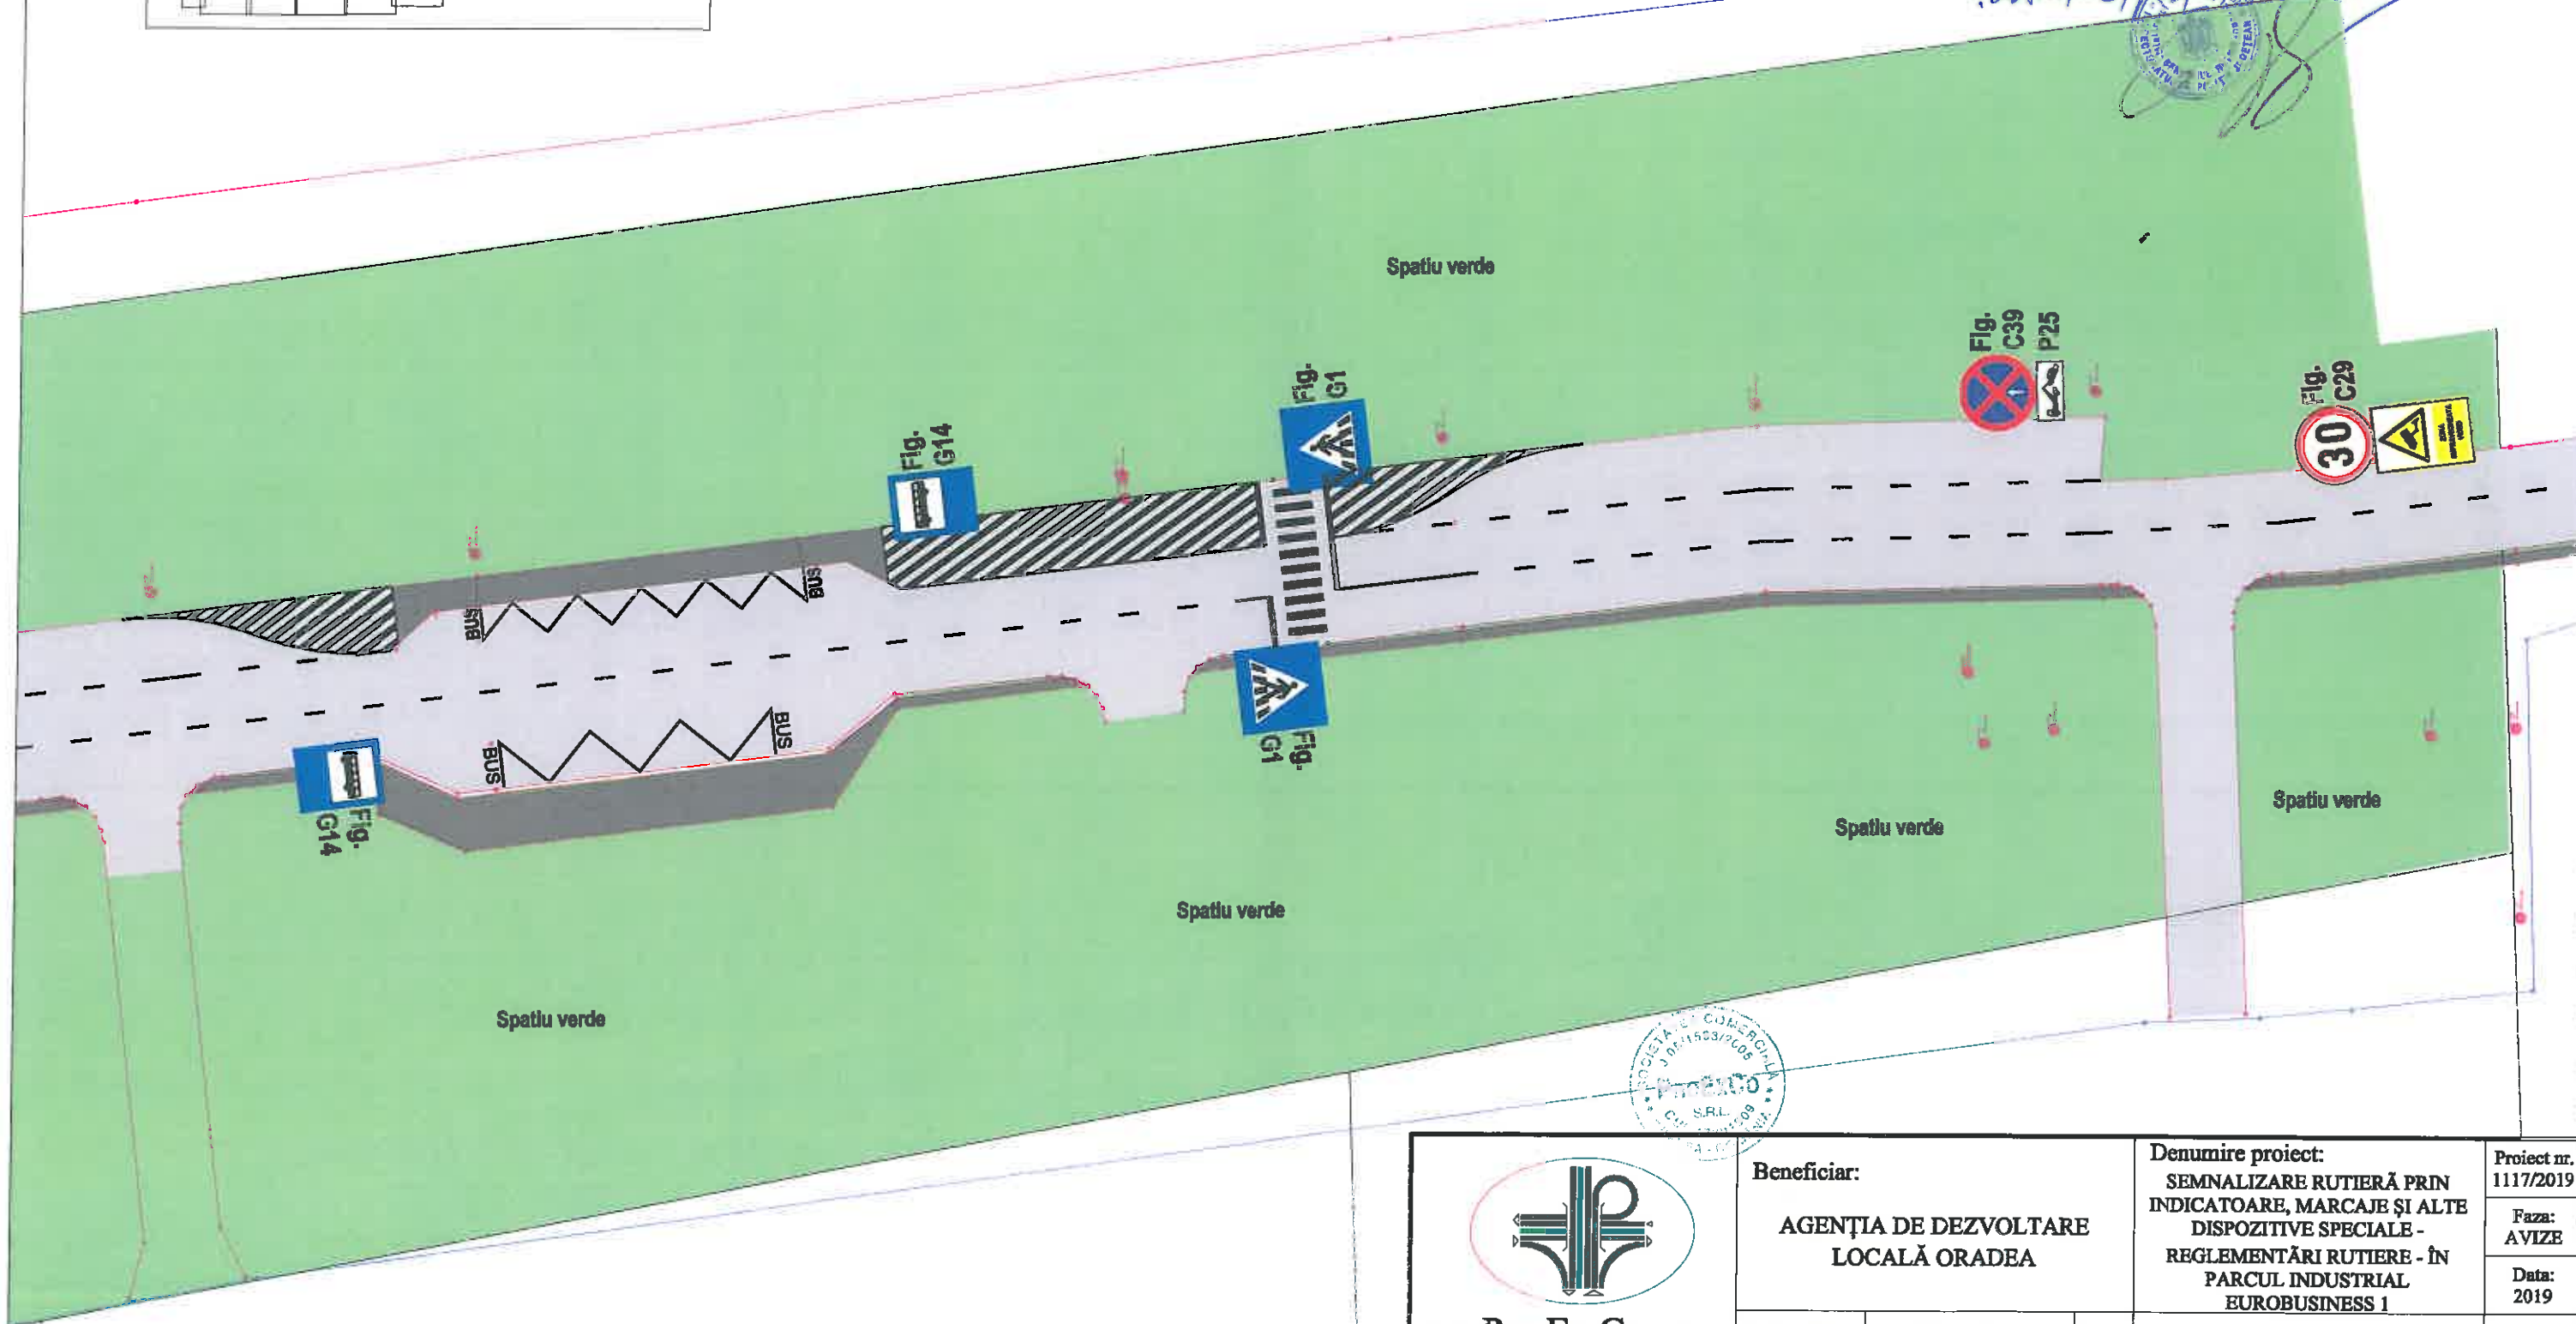 Spatiu verde
Fig.
C39
P25
Fig.
C29
30
Fig.
G1
Fig.
G14
BUS
BUS
BUS
BUS
Fig.
G1
Fig.
G14
Spatiu verde
Spatiu verde
Spatiu verde
Spatiu verde
SOCIETATE COMERCIALA
S.R.L.
Beneficiar:
AGENȚIA DE DEZVOLTARE
LOCALĂ ORADEA
Denumire proiect:
SEMNALIZARE RUTIERĂ PRIN
INDICATOARE, MARCAJE ȘI ALTE
DISPOZITIVE SPECIALE -
REGLEMENTĂRI RUTIERE - ÎN
PARCUL INDUSTRIAL
EUROBUSINESS 1
Proiect nr.
1117/2019
Faza:
AVIZE
Data:
2019